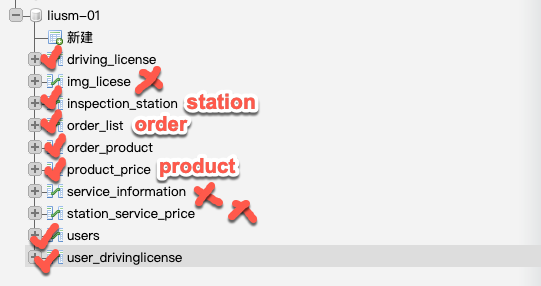 liusm-01
新建
driving_license
img_licese
inspection_station station
order_list order
order_product
product_price product
service_information
station_service_price
users
user_drivinglicense